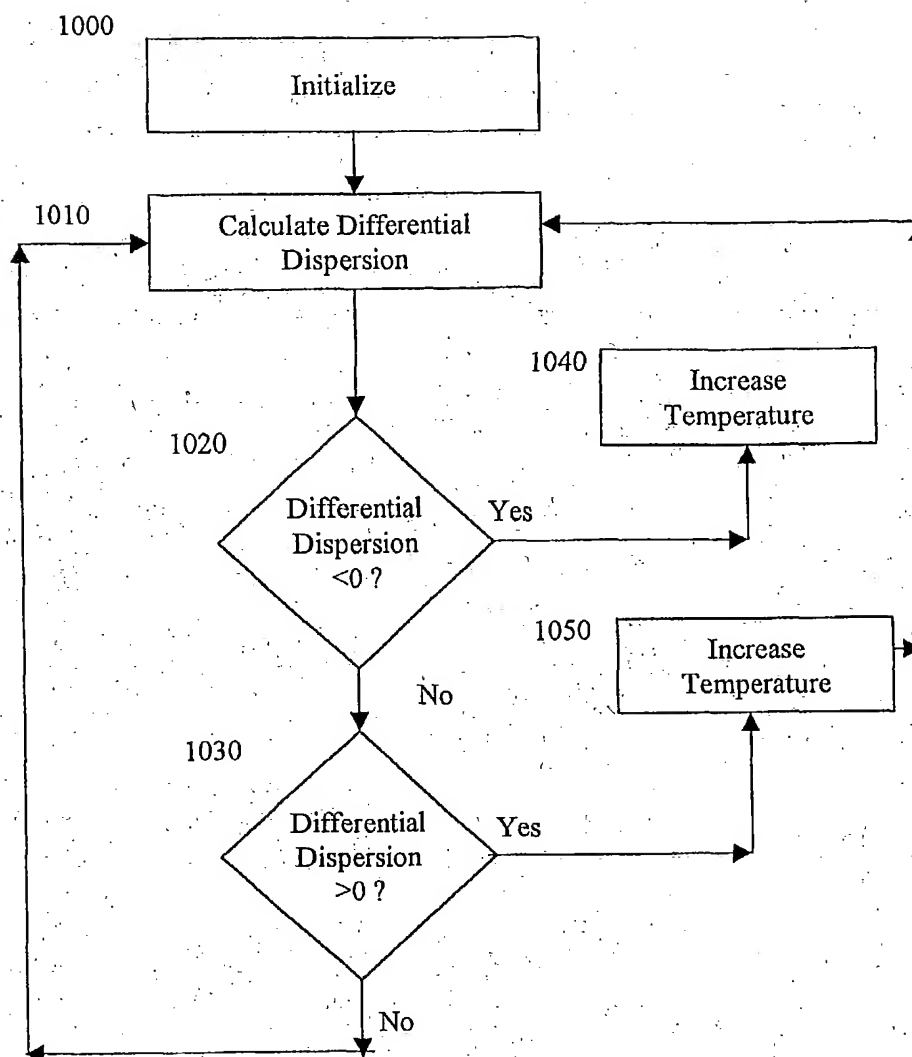 1000
Initialize
1010
Calculate Differential
Dispersion
1040
Increase
Temperature
1020
Differential
Dispersion
<0 ?
Yes
1050
Increase
Temperature
No
1030
Differential
Dispersion
>0 ?
Yes
No